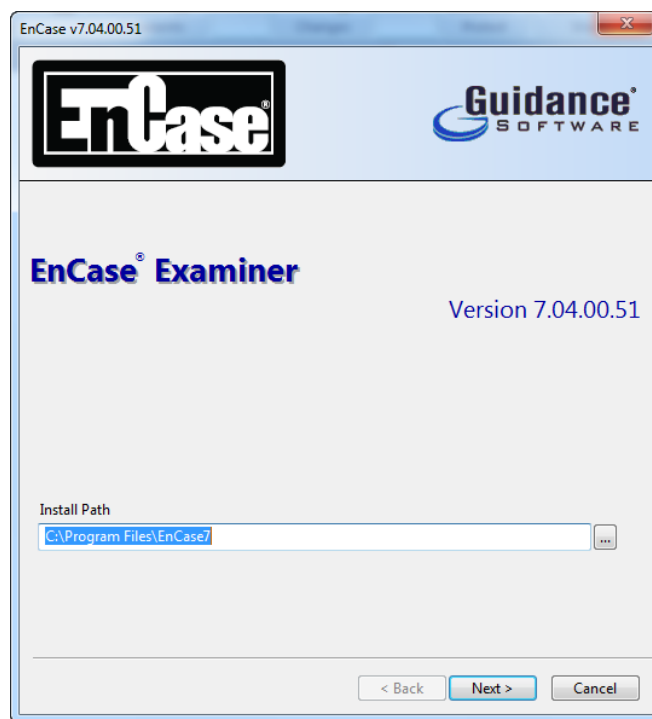 EnCase v7.04.00.51
EnCase®
Guidance®
SOFTWARE
EnCase® Examiner
Version 7.04.00.51
Install Path
C:\Program Files\EnCase7
...
< Back
Next >
Cancel